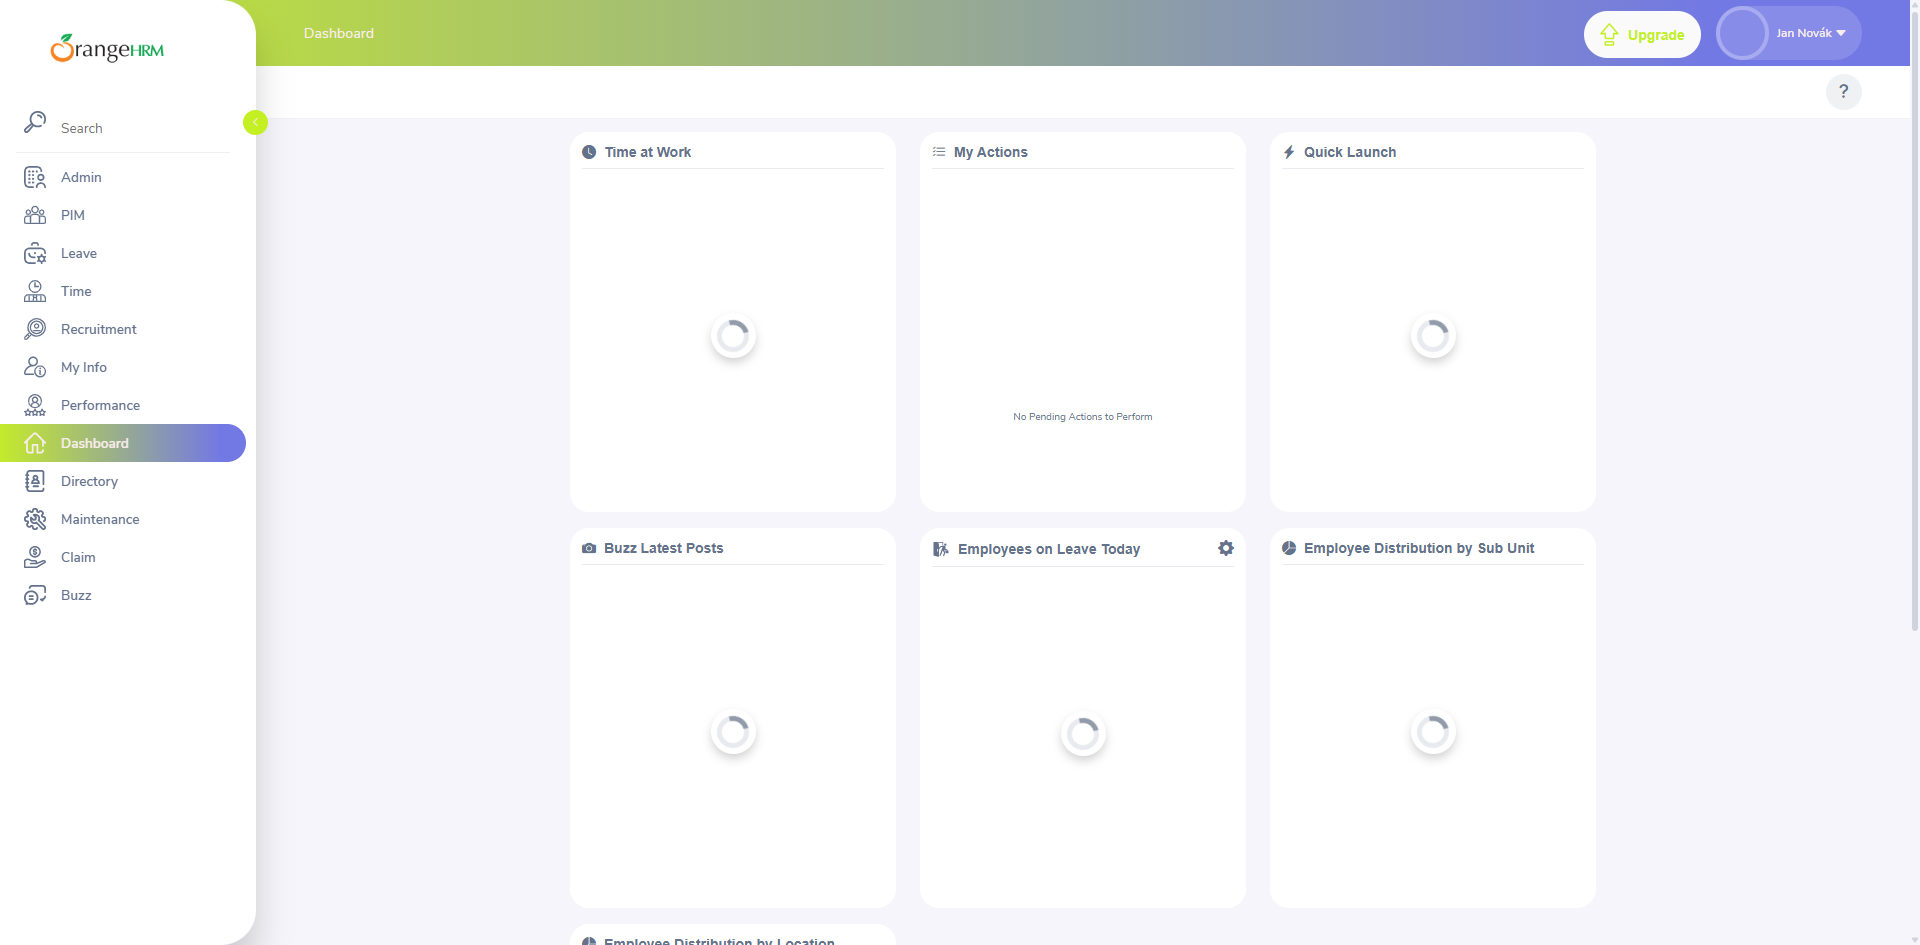 OrangeHRM
Search
Admin
PIM
Leave
Time
Recruitment
My Info
Performance
Dashboard
Directory
Maintenance
Claim
Buzz
Dashboard
Upgrade
Jan Novák
?
Time at Work
My Actions
No Pending Actions to Perform
Quick Launch
Buzz Latest Posts
Employees on Leave Today
Employee Distribution by Sub Unit
Employee Distribution by Location